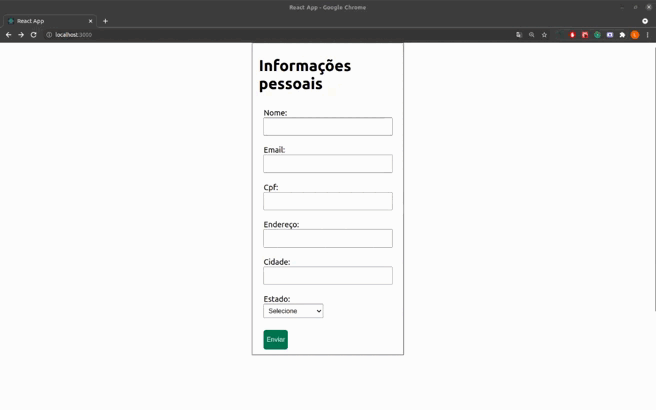 React App - Google Chrome
React App
localhost:3000
Informações
pessoais
Nome:
Email:
Cpf:
Endereço:
Cidade:
Estado:
Selecione
Enviar